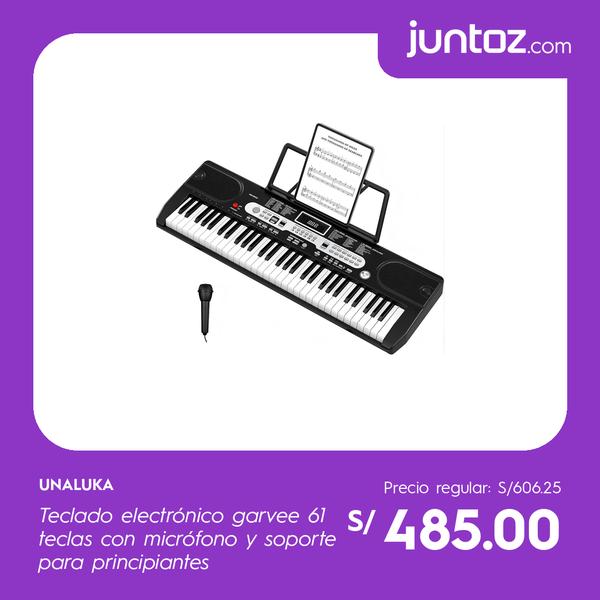 juntoz.com
UNALUKA
Teclado electrónico garvee 61
teclas con micrófono y soporte
para principiantes
Precio regular: S/606.25
S/ 485.00